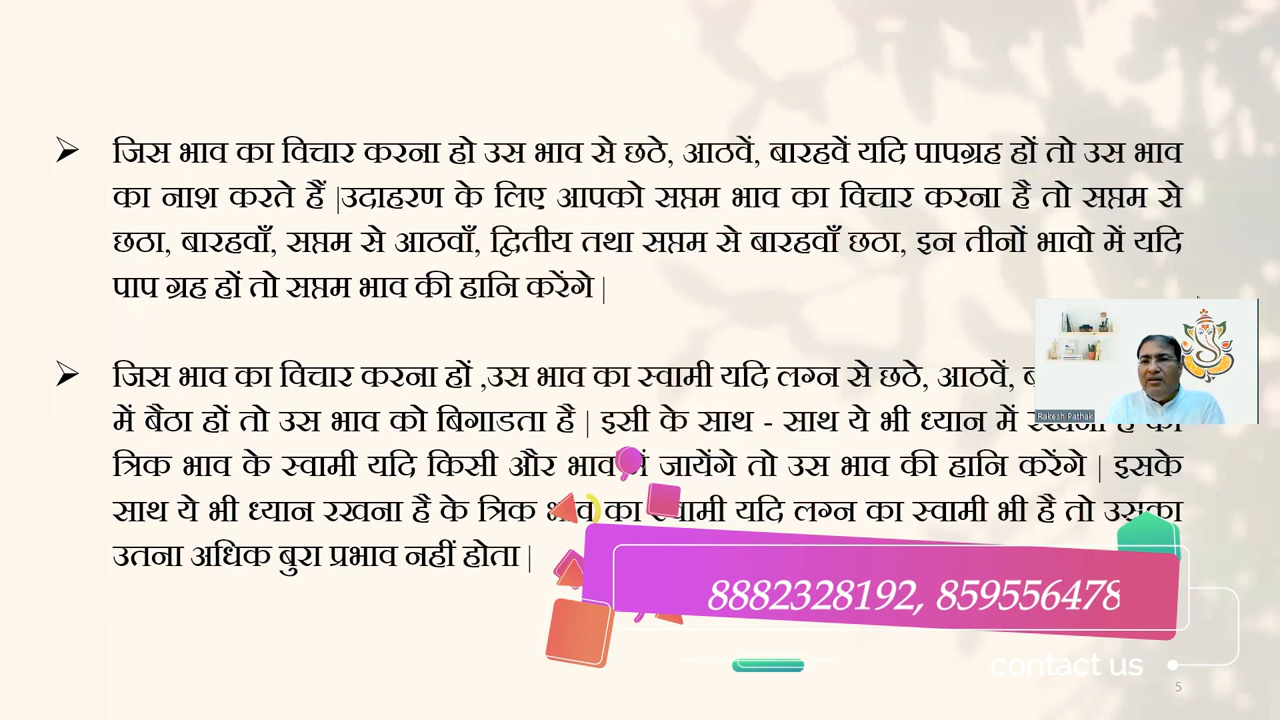 ➢ जिस भाव का विचार करना हो उस भाव से छठे, आठवें, बारहवें यदि पापग्रह हों तो उस भाव
का नाश करते हैं |उदाहरण के लिए आपको सप्तम भाव का विचार करना है तो सप्तम से
छठा, बारहवाँ, सप्तम से आठवाँ, द्वितीय तथा सप्तम से बारहवाँ छठा, इन तीनों भावो में यदि
पाप ग्रह हों तो सप्तम भाव की हानि करेंगे |
➢ जिस भाव का विचार करना हों ,उस भाव का स्वामी यदि लग्न से छठे, आठवें,
में बैठा हों तो उस भाव को बिगाडता है | इसी के साथ - साथ ये भी ध्यान में
त्रिक भाव के स्वामी यदि किसी और भाव में जायेंगे तो उस भाव की हानि करेंगे | इसके
साथ ये भी ध्यान रखना है के त्रिक भाव का स्वामी यदि लग्न का स्वामी भी है तो उसका
उतना अधिक बुरा प्रभाव नहीं होता |
Rakesh Pathak
8882328192, 859556478
contact us
5